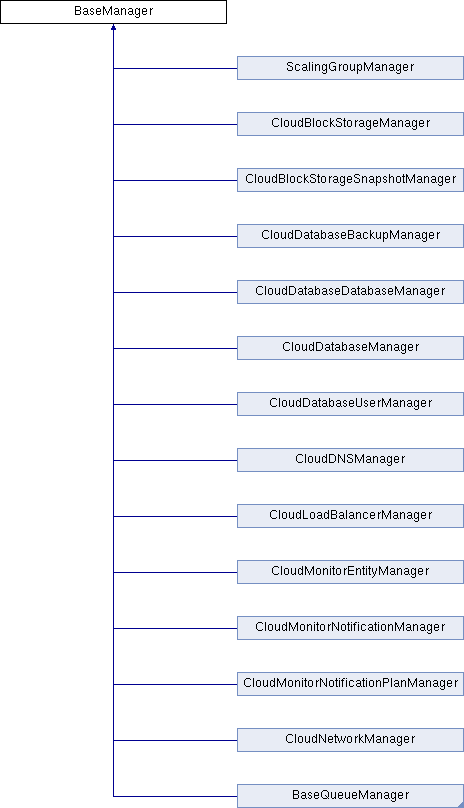 BaseManager
ScalingGroupManager
CloudBlockStorageManager
CloudBlockStorageSnapshotManager
CloudDatabaseBackupManager
CloudDatabaseDatabaseManager
CloudDatabaseManager
CloudDatabaseUserManager
CloudDNSManager
CloudLoadBalancerManager
CloudMonitorEntityManager
CloudMonitorNotificationManager
CloudMonitorNotificationPlanManager
CloudNetworkManager
BaseQueueManager